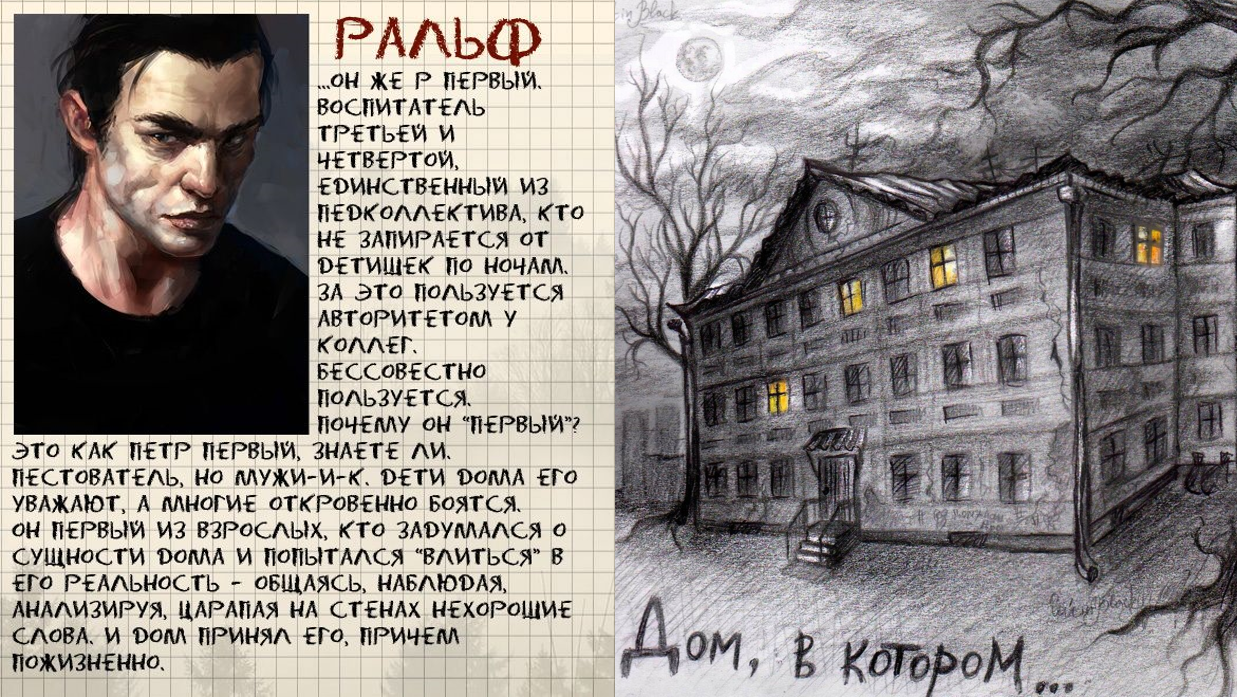 РАЛЬФ
...ОН ЖЕ Р ПЕРВЫЙ.
ВОСПИТАТЕЛЬ
ТРЕТЬЕЙ И
ЧЕТВЕРТОЙ,
ЕДИНСТВЕННЫЙ ИЗ
ПЕДКОЛЛЕКТИВА, КТО
НЕ ЗАПИРАЕТСЯ ОТ
ДЕТИШЕК ПО НОЧАМ.
ЗА ЭТО ПОЛЬЗУЕТСЯ
АВТОРИТЕТОМ У
КОЛЛЕГ.
БЕССОВЕСТНО
ПОЛЬЗУЕТСЯ.
ПОЧЕМУ ОН "ПЕРВЫЙ"?
ЭТО КАК ПЕТР ПЕРВЫЙ, ЗНАЕТЕ ЛИ.
ПЕСТОВАТЕЛЬ, НО МУЖИ-И-К. ДЕТИ ДОМА ЕГО
УВАЖАЮТ, А МНОГИЕ ОТКРОВЕННО БОЯТСЯ.
ОН ПЕРВЫЙ ИЗ ВЗРОСЛЫХ, КТО ЗАДУМАЛСЯ О
СУЩНОСТИ ДОМА И ПОПЫТАЛСЯ "ВЛИТЬСЯ" В
ЕГО РЕАЛЬНОСТЬ - ОБЩАЯСЬ, НАБЛЮДАЯ,
АНАЛИЗИРУЯ, ЦАРАПАЯ НА СТЕНАХ НЕХОРОШИЕ
СЛОВА. И ДОМ ПРИНЯЛ ЕГО, ПРИЧЕМ
ПОЖИЗНЕННО.
Black
Дом, в котором...